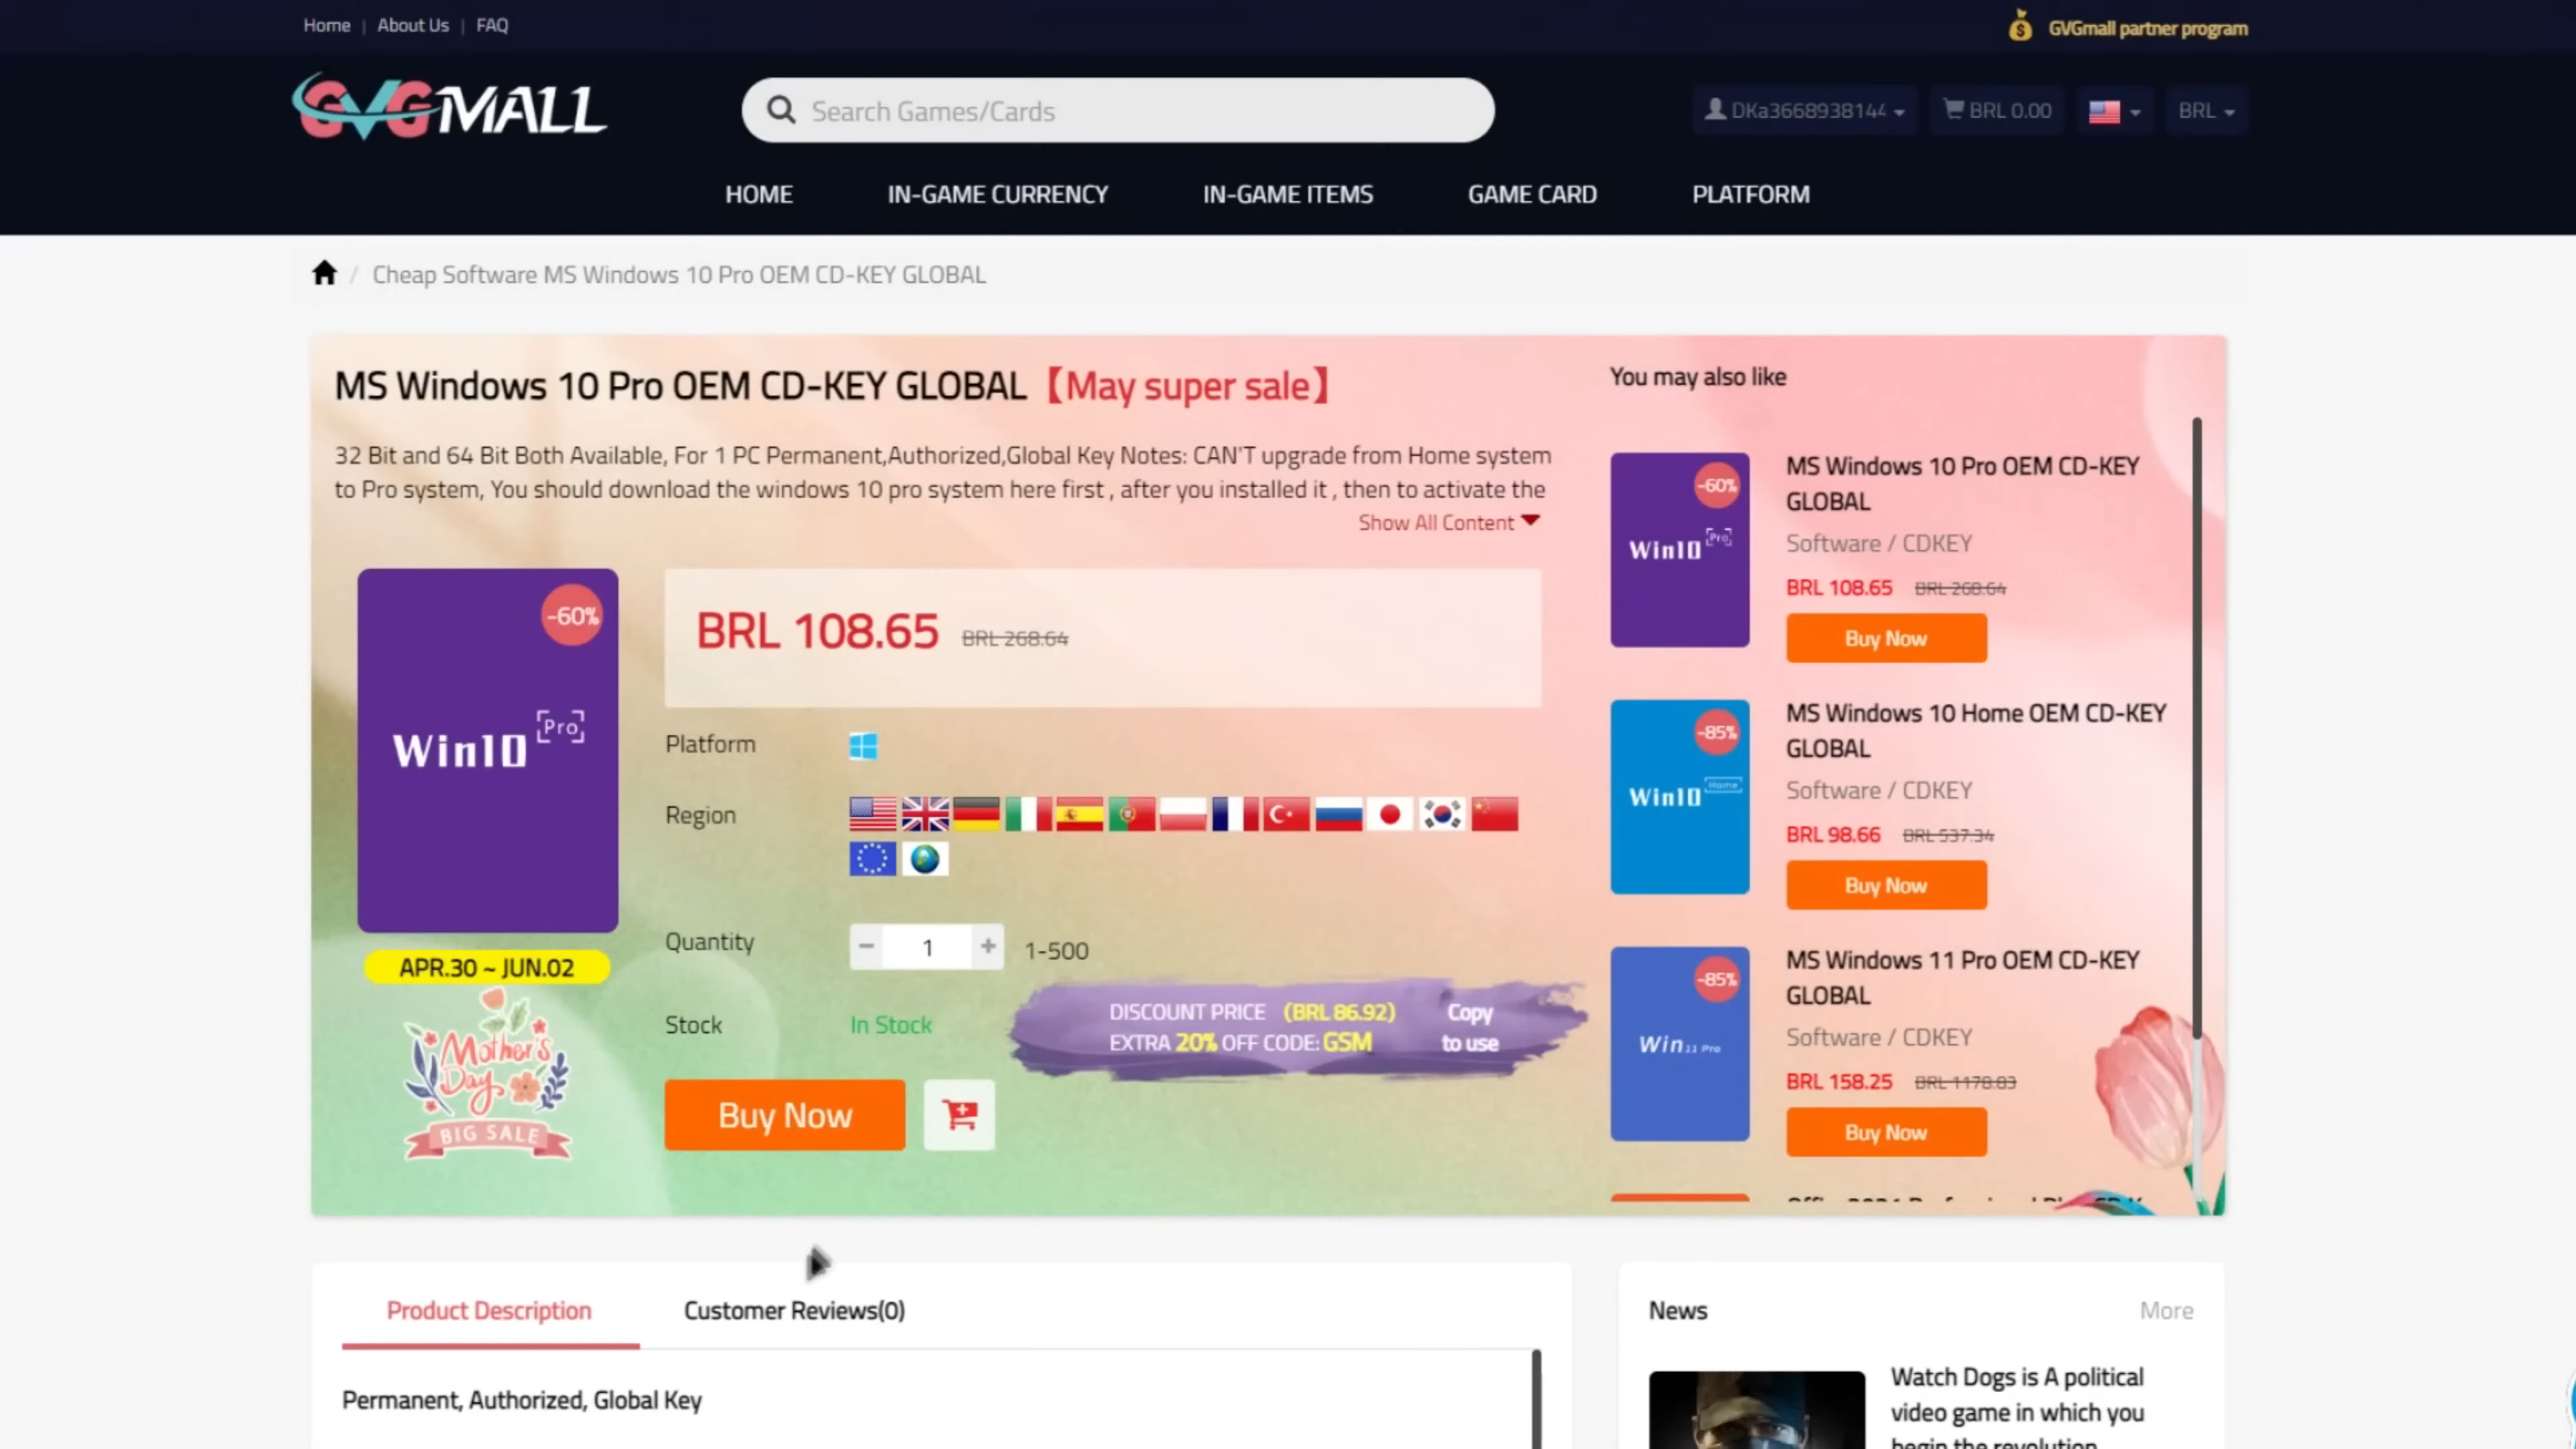 Home | About Us | FAQ
GVGmall partner program
GVGMALL
Search Games/Cards
DKa3668938144
BRL 0.00
BRL
HOME
IN-GAME CURRENCY
IN-GAME ITEMS
GAME CARD
PLATFORM
/ Cheap Software MS Windows 10 Pro OEM CD-KEY GLOBAL
MS Windows 10 Pro OEM CD-KEY GLOBAL【May super sale】
32 Bit and 64 Bit Both Available, For 1 PC Permanent,Authorized,Global Key Notes: CAN'T upgrade from Home system
to Pro system, You should download the windows 10 pro system here first , after you installed it , then to activate the
Show All Content
-60%
Win10 Pro
APR.30 ~ JUN.02
Mother's
Day
BIG SALE
BRL 108.65 BRL 268.64
Platform
Region
Quantity
− 1 + 1-500
Stock
In Stock
DISCOUNT PRICE (BRL 86.92)
EXTRA 20% OFF CODE: GSM
Copy
to use
Buy Now
You may also like
-60%
Win10 Pro
MS Windows 10 Pro OEM CD-KEY
GLOBAL
Software / CDKEY
BRL 108.65 BRL 268.64
Buy Now
-85%
Win10 Home
MS Windows 10 Home OEM CD-KEY
GLOBAL
Software / CDKEY
BRL 98.66 BRL 537.34
Buy Now
-85%
Win 11 Pro
MS Windows 11 Pro OEM CD-KEY
GLOBAL
Software / CDKEY
BRL 158.25 BRL 1178.83
Buy Now
Product Description
Customer Reviews(0)
Permanent, Authorized, Global Key
News
More
Watch Dogs is A political
video game in which you
begin the revolution